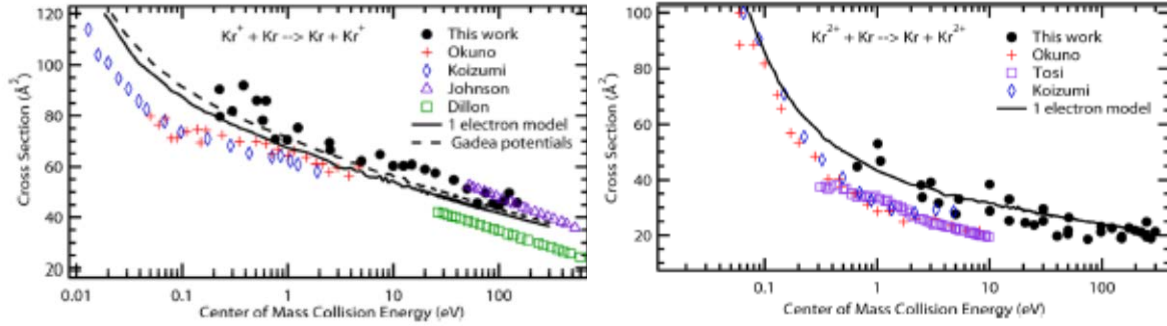 120
100
80
60
40
20
Cross Section (Å²)
Kr⁺ + Kr --> Kr + Kr⁺
This work
Okuno
Koizumi
Johnson
Dillon
1 electron model
Gadea potentials
0.01
0.1
1
10
100
Center of Mass Collision Energy (eV)
100
80
60
40
20
Cross Section (Å²)
Kr²⁺ + Kr --> Kr + Kr²⁺
This work
Okuno
Tosi
Koizumi
1 electron model
0.1
1
10
100
Center of Mass Collision Energy (eV)